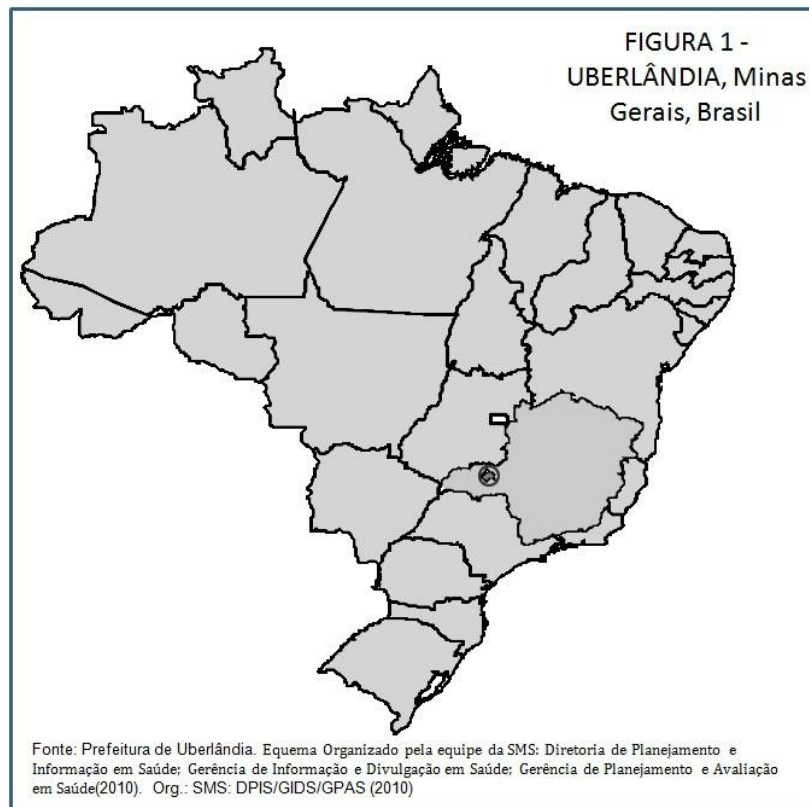 FIGURA 1 -
UBERLÂNDIA, Minas
Gerais, Brasil
Fonte: Prefeitura de Uberlândia. Equema Organizado pela equipe da SMS: Diretoria de Planejamento e
Informação em Saúde; Gerência de Informação e Divulgação em Saúde; Gerência de Planejamento e Avaliação
em Saúde(2010). Org.: SMS: DPIS/GIDS/GPAS (2010)